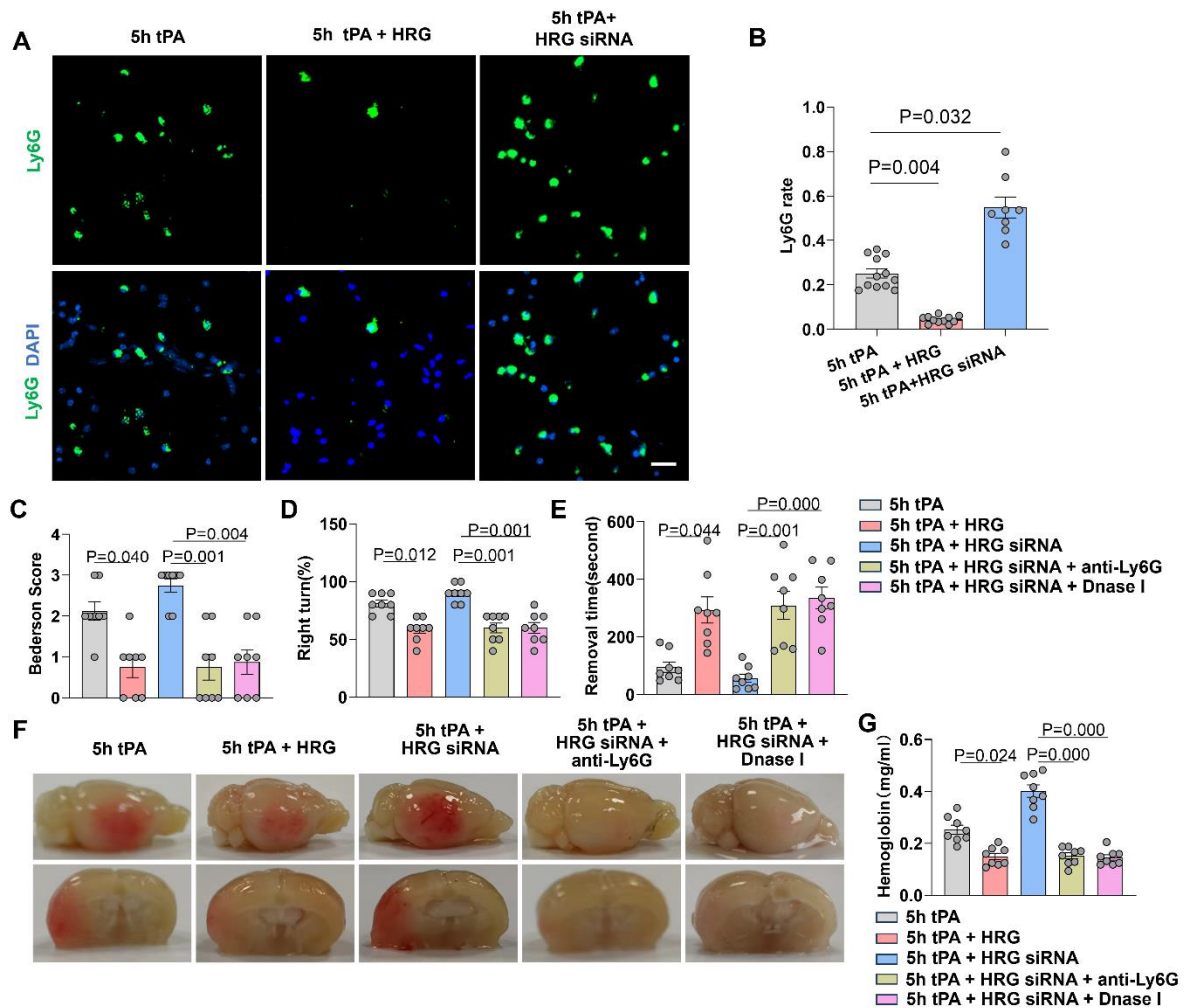 A
5h tPA
5h tPA + HRG
5h tPA+
HRG siRNA
Ly6G
Ly6G DAPI
B
Ly6G rate
1.0
0.8
0.6
0.4
0.2
0.0
P=0.032
P=0.004
5h tPA
5h tPA + HRG
5h tPA+HRG siRNA
C
Bederson Score
4
3
2
1
0
P=0.040
P=0.001
P=0.004
D
Right turn(%)
150
100
50
0
P=0.012
P=0.001
P=0.001
E
Removal time(second)
600
400
200
0
P=0.044
P=0.001
P=0.000
5h tPA
5h tPA + HRG
5h tPA + HRG siRNA
5h tPA + HRG siRNA + anti-Ly6G
5h tPA + HRG siRNA + Dnase I
F
5h tPA
5h tPA + HRG
5h tPA +
HRG siRNA
5h tPA +
HRG siRNA +
anti-Ly6G
5h tPA +
HRG siRNA +
Dnase I
G
Hemoglobin (mg/ml)
0.6
0.4
0.2
0.0
P=0.024
P=0.000
P=0.000
5h tPA
5h tPA + HRG
5h tPA + HRG siRNA
5h tPA + HRG siRNA + anti-Ly6G
5h tPA + HRG siRNA + Dnase I